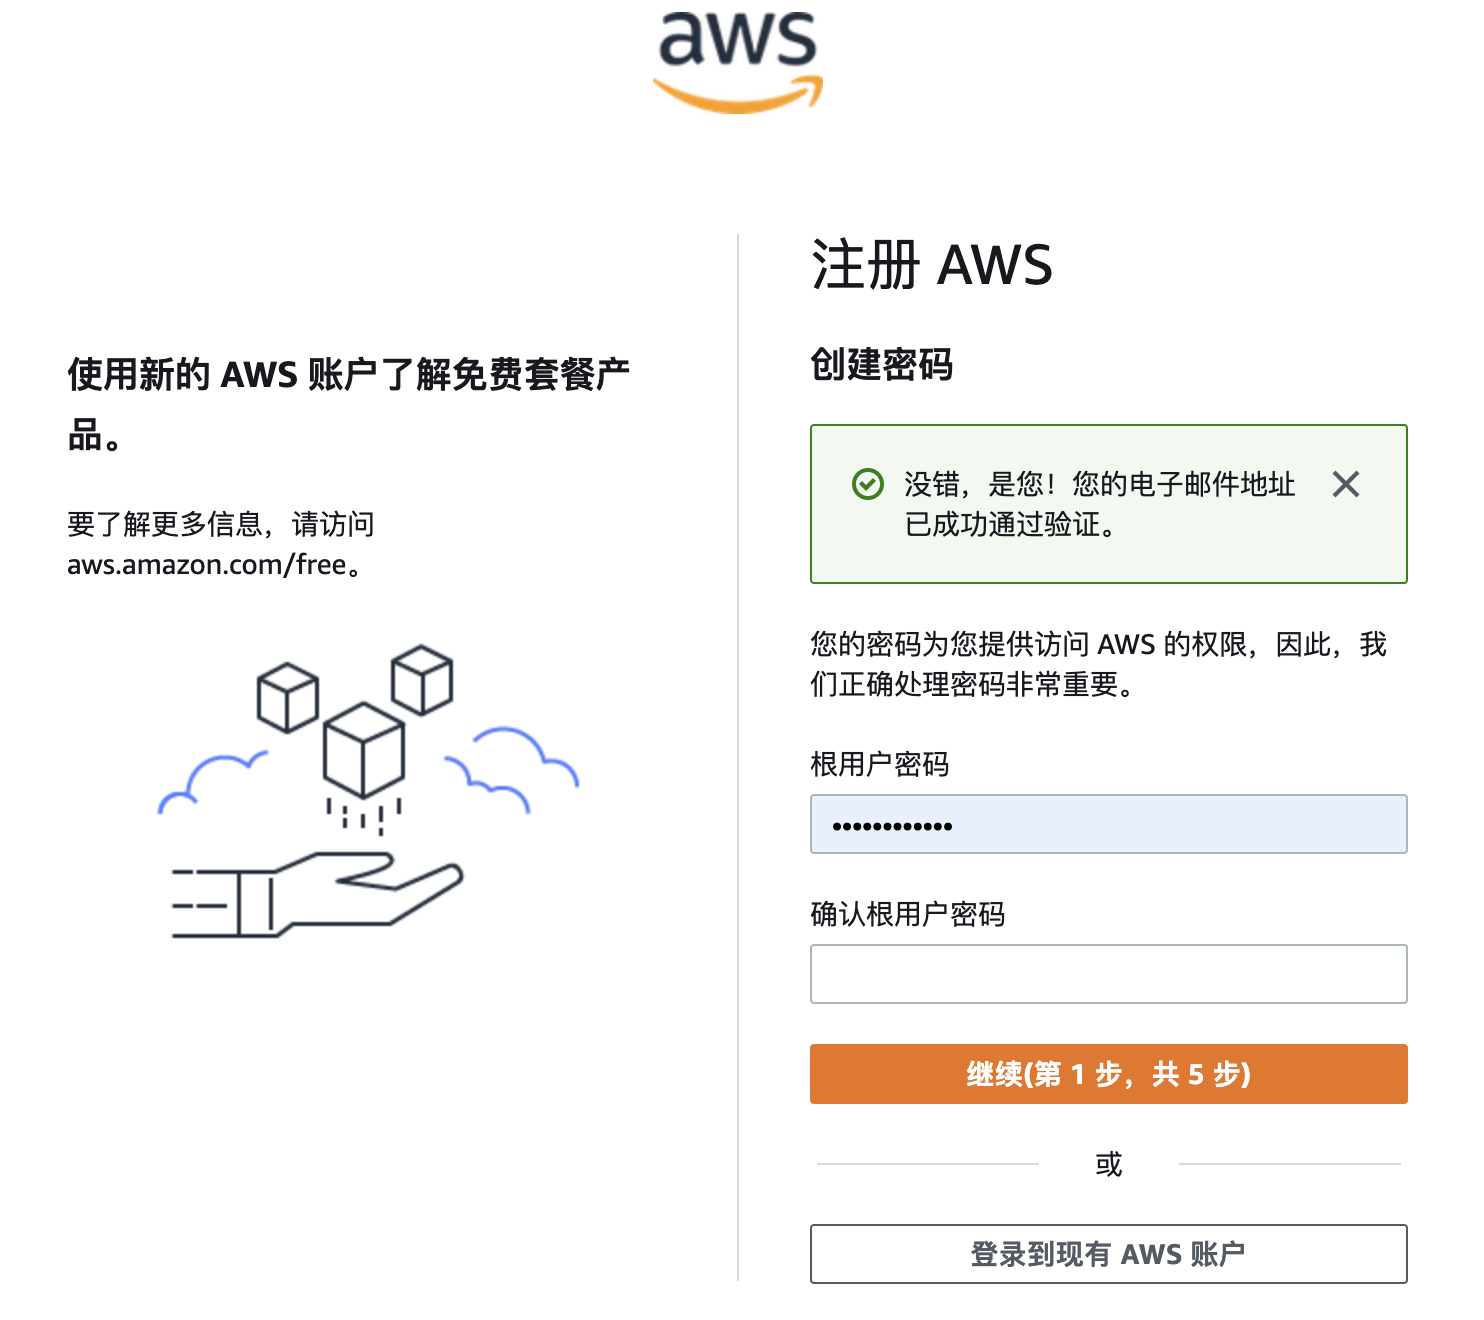 aws
使用新的 AWS 账户了解免费套餐产
品。
要了解更多信息，请访问
aws.amazon.com/free。
注册 AWS
创建密码
没错，是您！您的电子邮件地址
已成功通过验证。
您的密码为您提供访问 AWS 的权限，因此，我
们正确处理密码非常重要。
根用户密码
••••••••••••
确认根用户密码
继续(第 1 步，共 5 步)
或
登录到现有 AWS 账户